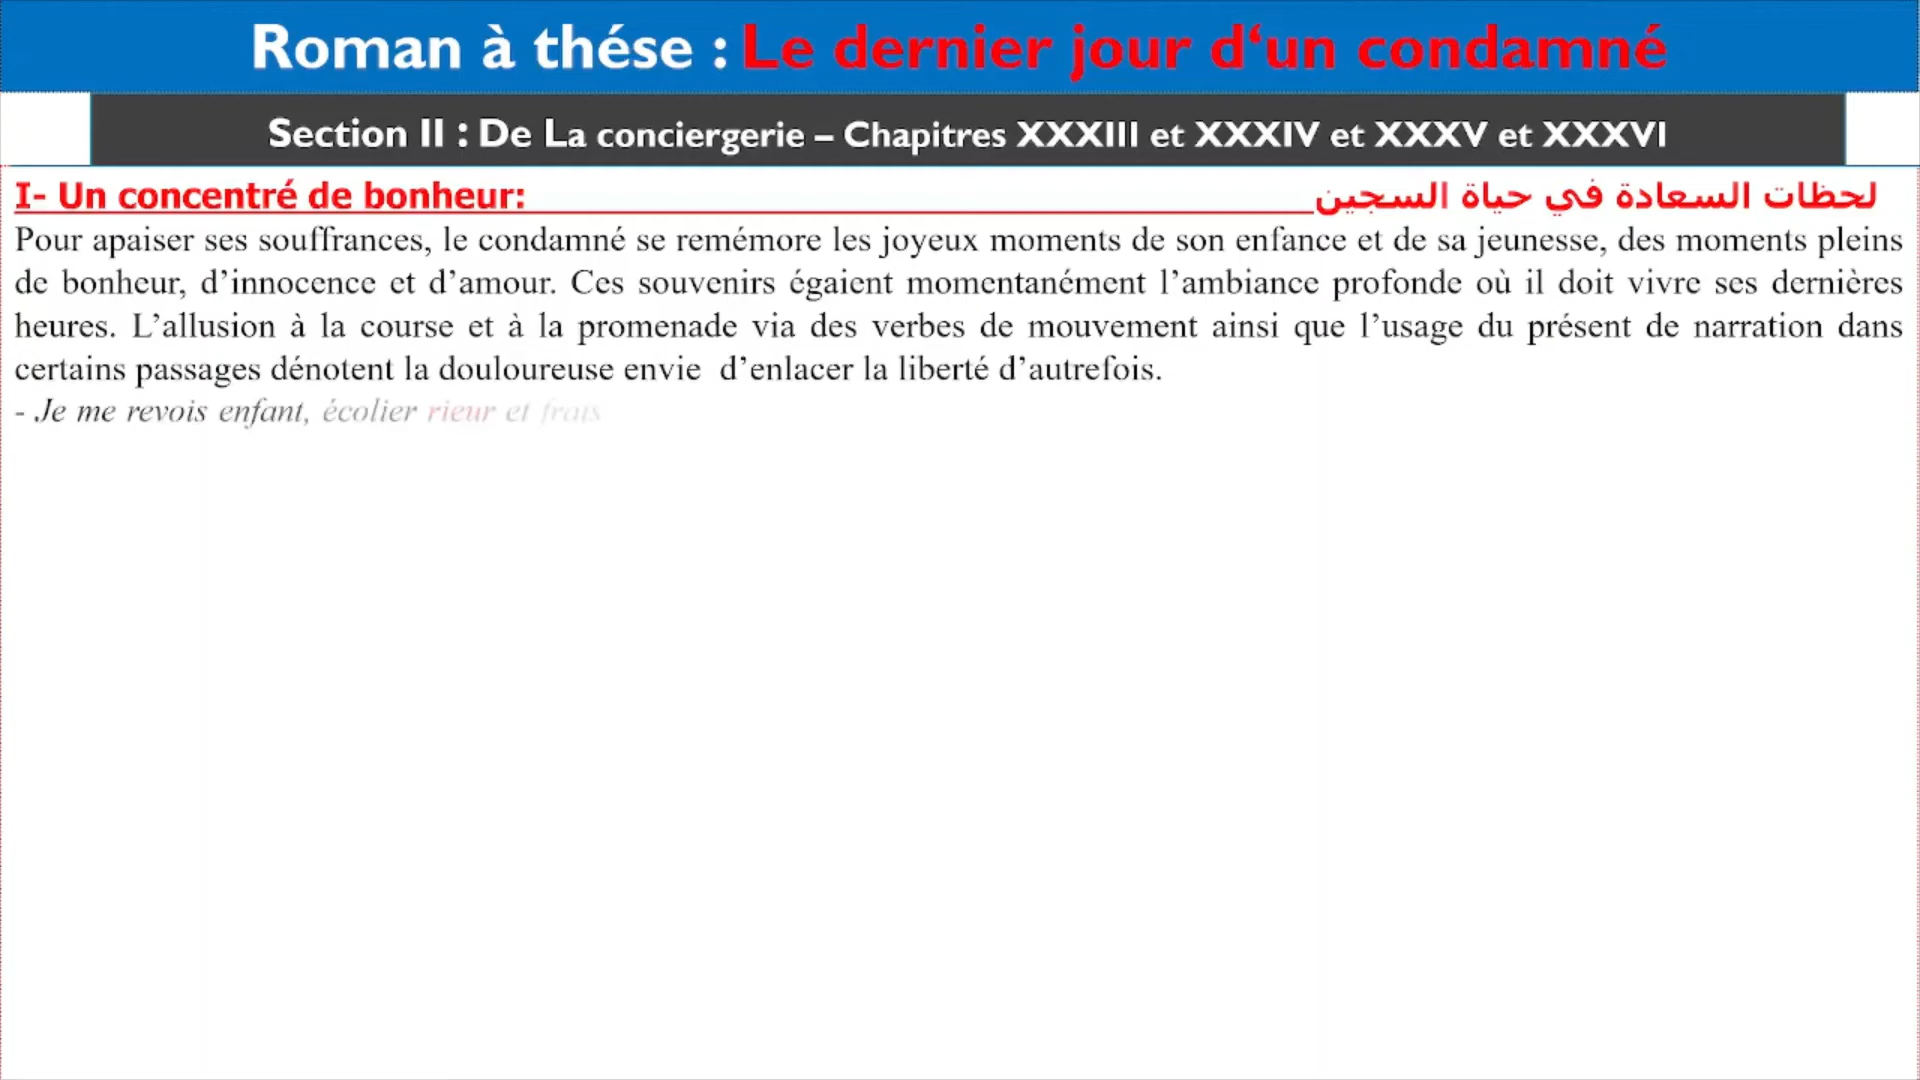 Roman à thése : Le dernier jour d‘un condamné
Section II : De La conciergerie – Chapitres XXXIII et XXXIV et XXXV et XXXVI
I- Un concentré de bonheur: لحظات السعادة في حياة السجين
Pour apaiser ses souffrances, le condamné se remémore les joyeux moments de son enfance et de sa jeunesse, des moments pleins
de bonheur, d’innocence et d’amour. Ces souvenirs égaient momentanément l’ambiance profonde où il doit vivre ses dernières
heures. L’allusion à la course et à la promenade via des verbes de mouvement ainsi que l’usage du présent de narration dans
certains passages dénotent la douloureuse envie d’enlacer la liberté d’autrefois.
- Je me revois enfant, écolier rieur et frais